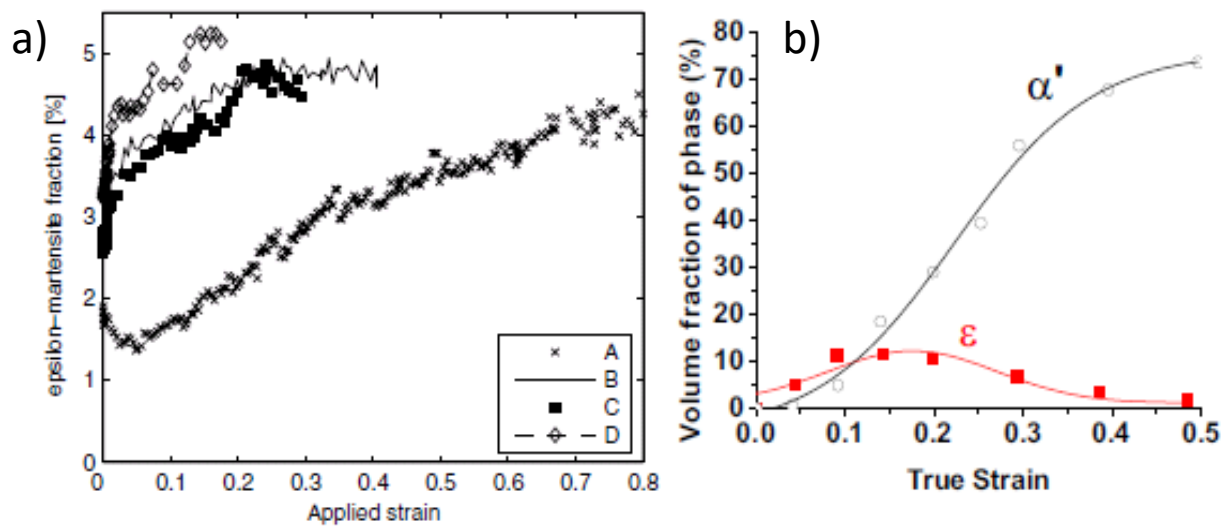 a)
epsilon-martensite fraction [%]
5
4
3
2
1
0
0 0.1 0.2 0.3 0.4 0.5 0.6 0.7 0.8
Applied strain
A
B
C
D
b)
Volume fraction of phase (%)
80
70
60
50
40
30
20
10
0
α'
ε
0.0 0.1 0.2 0.3 0.4 0.5
True Strain